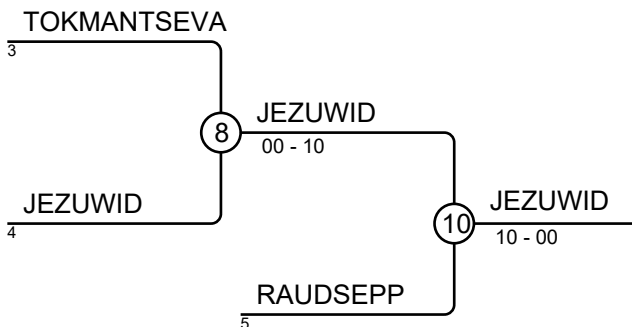 TOKMANTSEVA
3
JEZUWID
8
00 - 10
JEZUWID
4
JEZUWID
10
10 - 00
RAUDSEPP
5